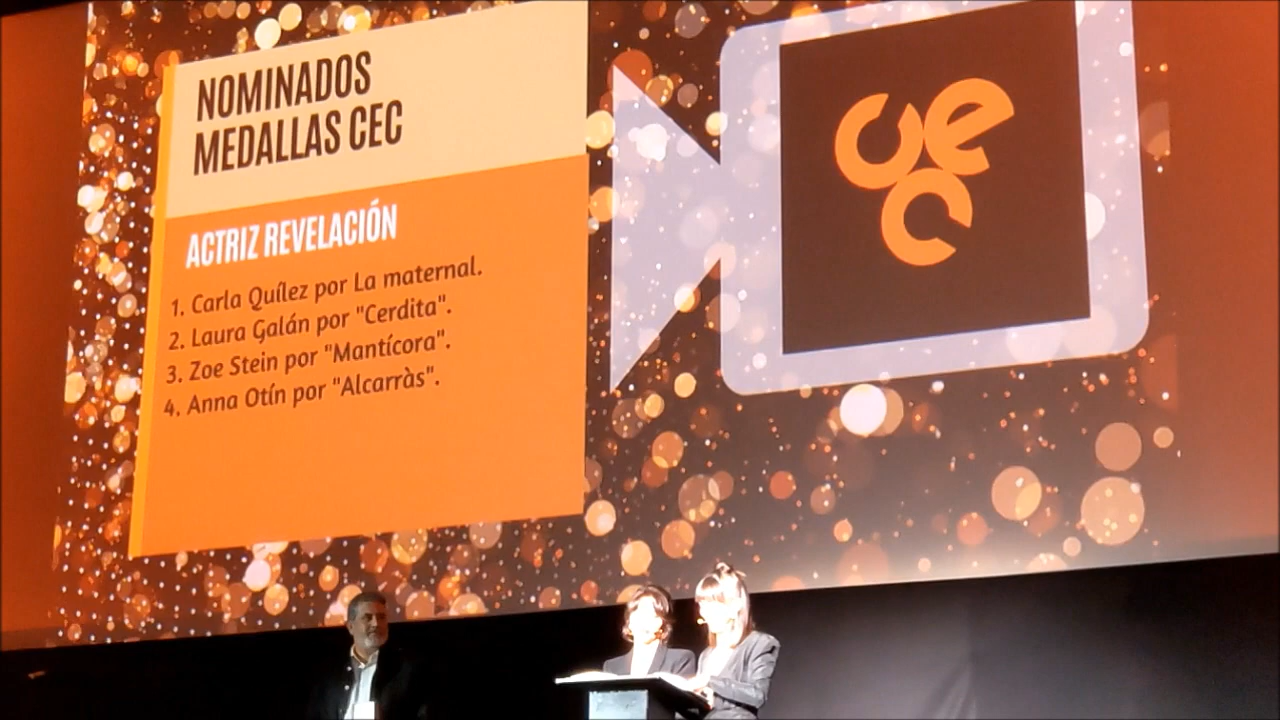 NOMINADOS
MEDALLAS CEC
ACTRIZ REVELACIÓN
1. Carla Quílez por La maternal.
2. Laura Galán por "Cerdita".
3. Zoe Stein por "Mantícora".
4. Anna Otín por "Alcarràs".
cec